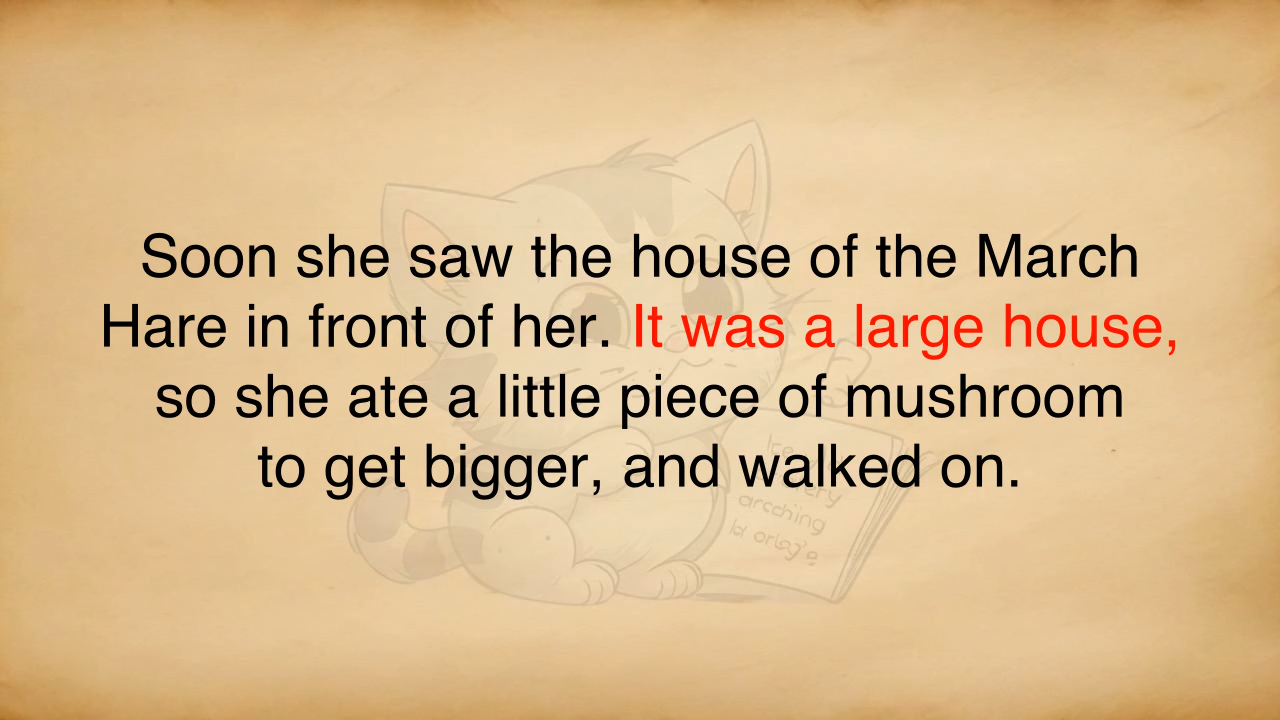 Soon she saw the house of the March
Hare in front of her. It was a large house,
so she ate a little piece of mushroom
to get bigger, and walked on.
arcching